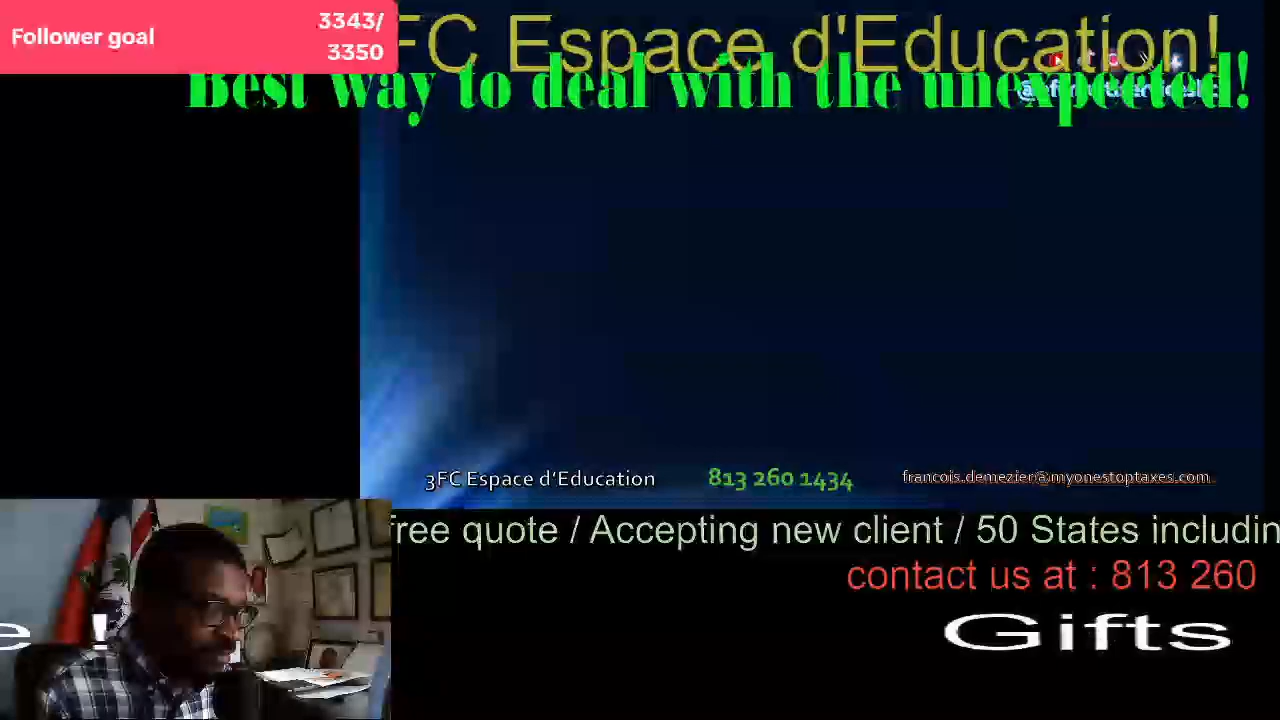 Follower goal
3343/
3350
FC Espace d'Education!
Best way to deal with the unexpected!
3FC Espace d'Education
813 260 1434
francois.demezier@myonestoptaxes.com
free quote / Accepting new client / 50 States includin
contact us at : 813 260
e !
Gifts